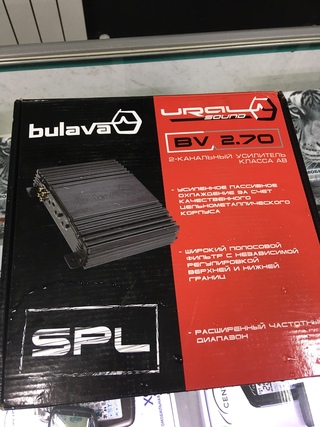 bulava
URAL
SOUND
BV 2.70
2-КАНАЛЬНЫЙ УСИЛИТЕЛЬ
КЛАССА АВ
- УСИЛЕННОЕ ПАССИВНОЕ
ОХЛАЖДЕНИЕ ЗА СЧЕТ
КАЧЕСТВЕННОГО
ЦЕЛЬНОМЕТАЛЛИЧЕСКОГО
КОРПУСА
- ШИРОКИЙ ПОЛОСОВОЙ
ФИЛЬТР С НЕЗАВИСИМОЙ
РЕГУЛИРОВКОЙ
ВЕРХНЕЙ И НИЖНЕЙ
ГРАНИЦ
- РАСШИРЕННЫЙ ЧАСТОТНЫЙ
ДИАПАЗОН
SPL